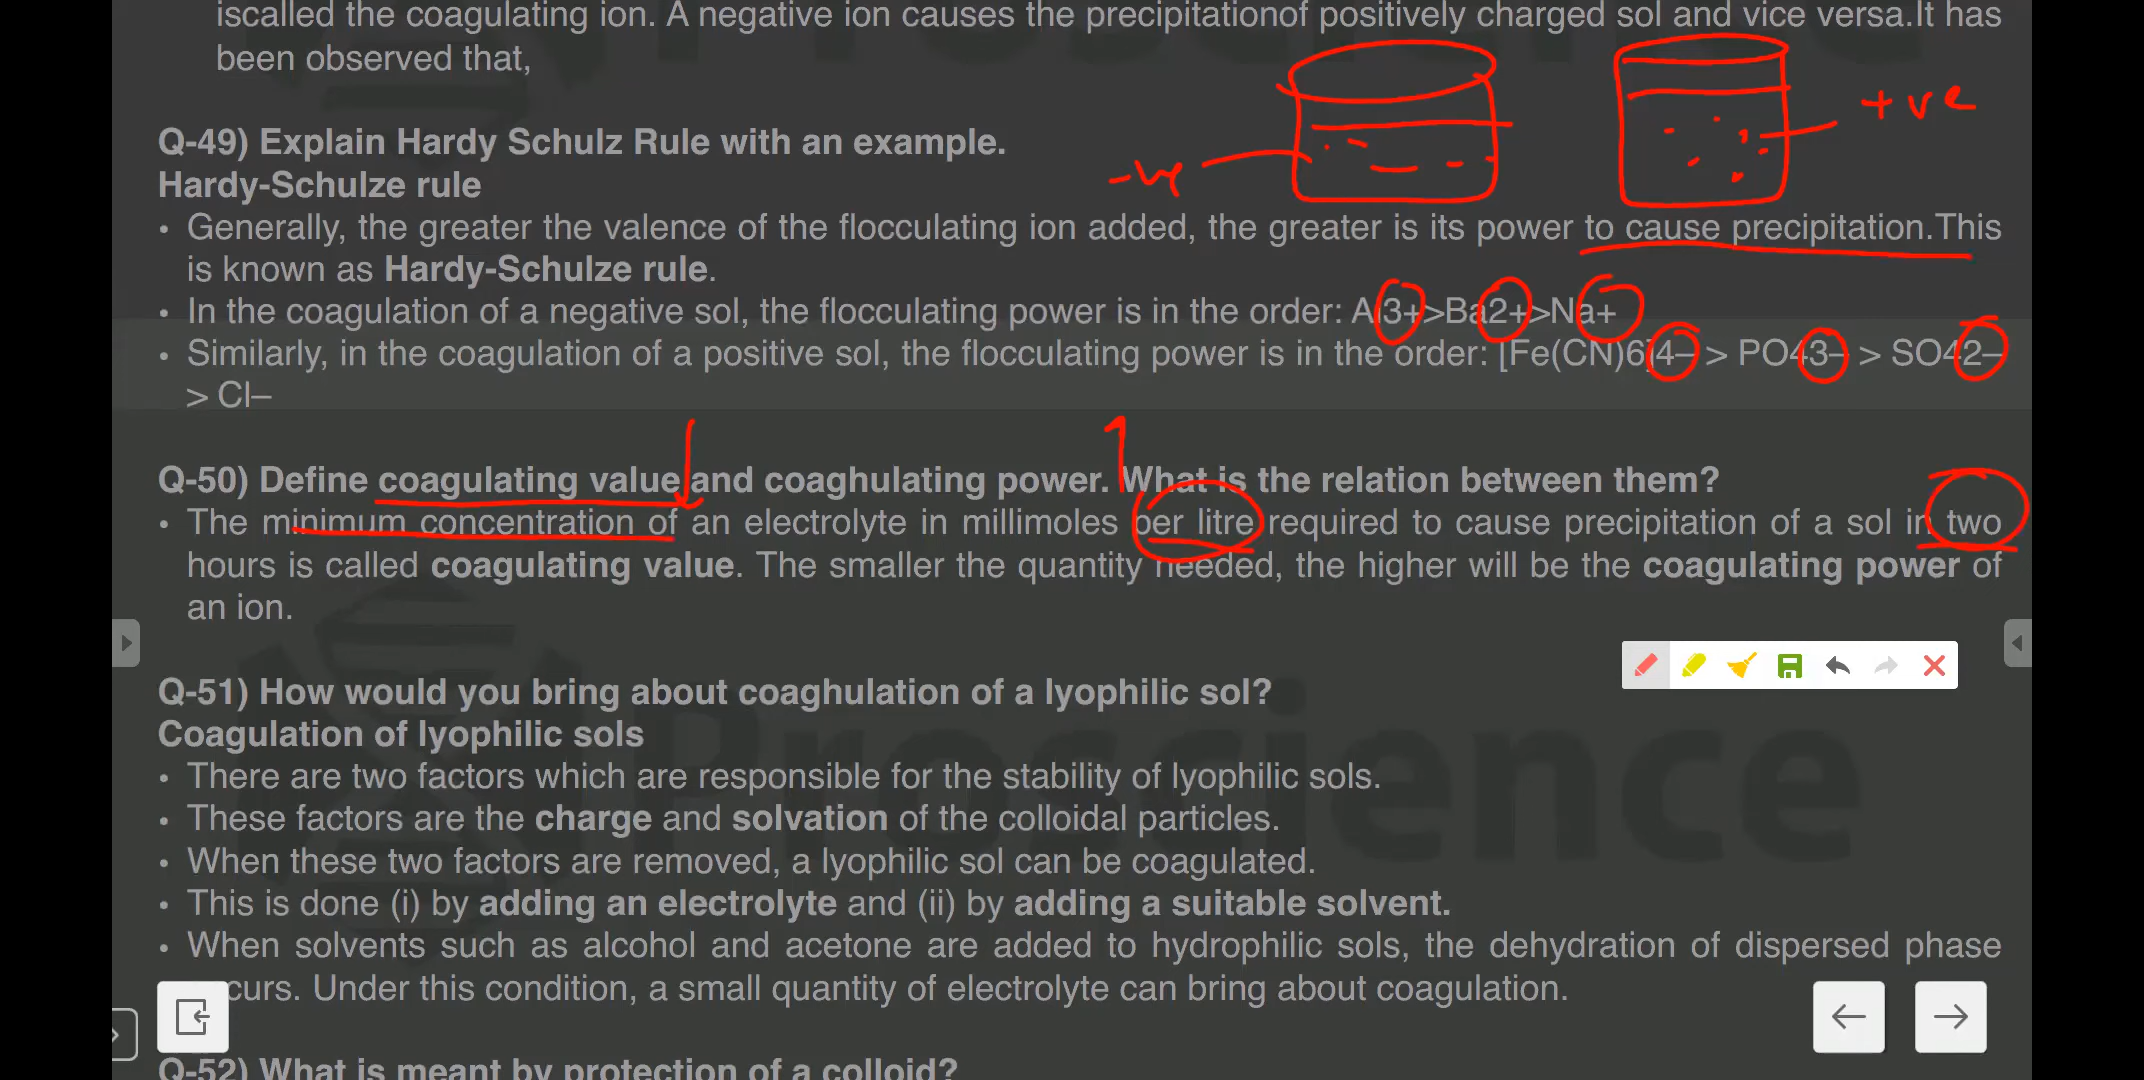 iscalled the coagulating ion. A negative ion causes the precipitationof positively charged sol and vice versa.It has
been observed that,
+ve
-ve
Q-49) Explain Hardy Schulz Rule with an example.
Hardy-Schulze rule
• Generally, the greater the valence of the flocculating ion added, the greater is its power to cause precipitation.This
is known as Hardy-Schulze rule.
• In the coagulation of a negative sol, the flocculating power is in the order: Al3+>Ba2+>Na+
• Similarly, in the coagulation of a positive sol, the flocculating power is in the order: [Fe(CN)6]4– > PO43– > SO42–
> Cl–
Q-50) Define coagulating value and coaghulating power. What is the relation between them?
• The minimum concentration of an electrolyte in millimoles per litre required to cause precipitation of a sol in two
hours is called coagulating value. The smaller the quantity needed, the higher will be the coagulating power of
an ion.
Q-51) How would you bring about coaghulation of a lyophilic sol?
Coagulation of lyophilic sols
• There are two factors which are responsible for the stability of lyophilic sols.
• These factors are the charge and solvation of the colloidal particles.
• When these two factors are removed, a lyophilic sol can be coagulated.
• This is done (i) by adding an electrolyte and (ii) by adding a suitable solvent.
• When solvents such as alcohol and acetone are added to hydrophilic sols, the dehydration of dispersed phase
curs. Under this condition, a small quantity of electrolyte can bring about coagulation.
Q-52) What is meant by protection of a colloid?
Proscience